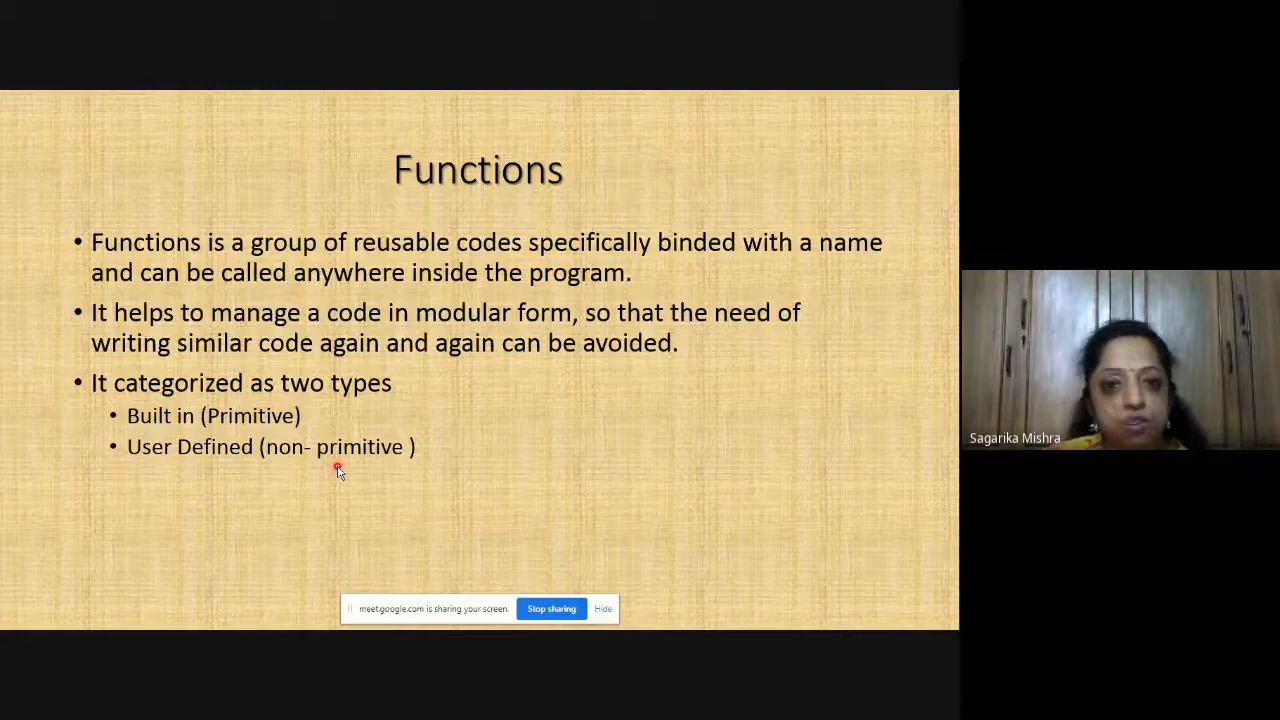 Functions
• Functions is a group of reusable codes specifically binded with a name
and can be called anywhere inside the program.
• It helps to manage a code in modular form, so that the need of
writing similar code again and again can be avoided.
• It categorized as two types
• Built in (Primitive)
• User Defined (non- primitive )
meet.google.com is sharing your screen.
Stop sharing
Hide
Sagarika Mishra